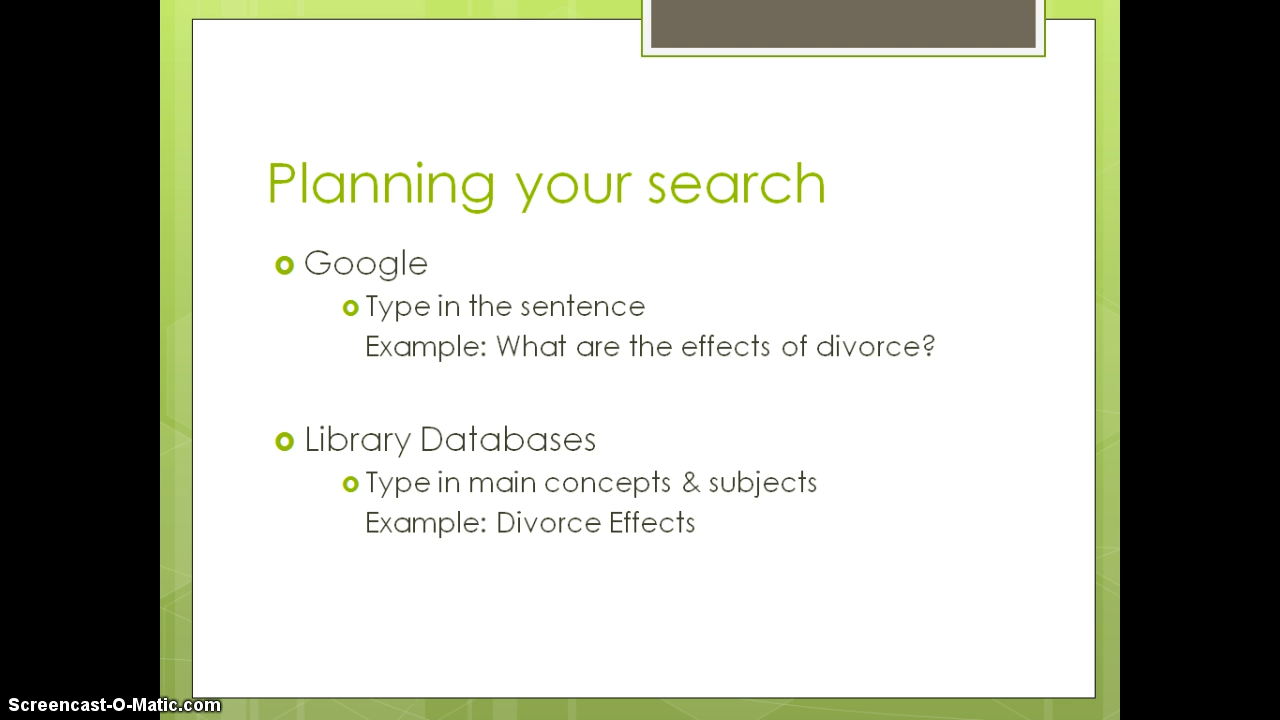 Planning your search
Google
Type in the sentence
Example: What are the effects of divorce?
Library Databases
Type in main concepts & subjects
Example: Divorce Effects
Screencast-O-Matic.com